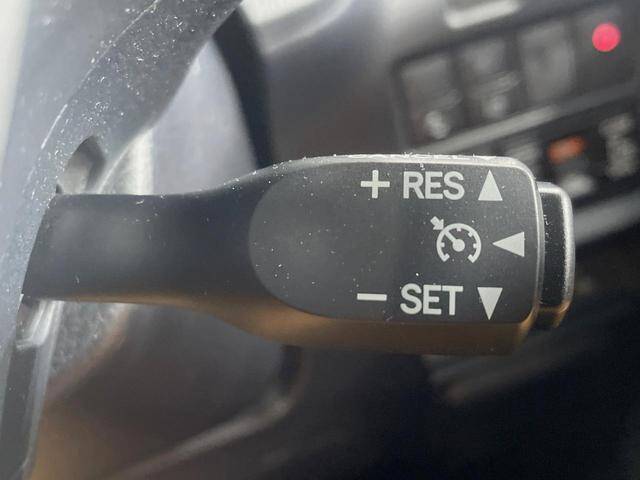 + RES ▲
◀
− SET ▼